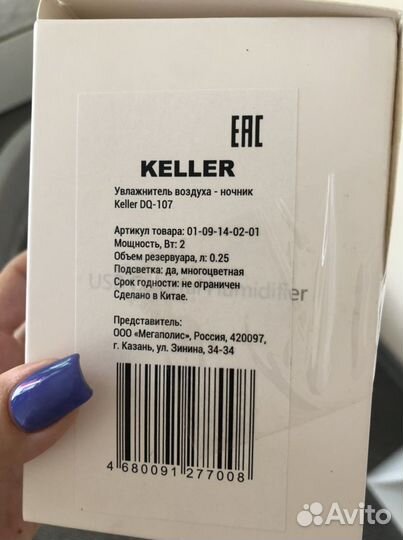 EAC
KELLER
Увлажнитель воздуха - ночник
Keller DQ-107
Артикул товара: 01-09-14-02-01
Мощность, Вт: 2
Объем резервуара, л: 0.25
Подсветка: да, многоцветная
US Humidifier
Срок годности: не ограничен
Сделано в Китае.
Представитель:
ООО «Мегаполис», Россия, 420097,
г. Казань, ул. Зинина, 34-34
4 680091 277008
Avito